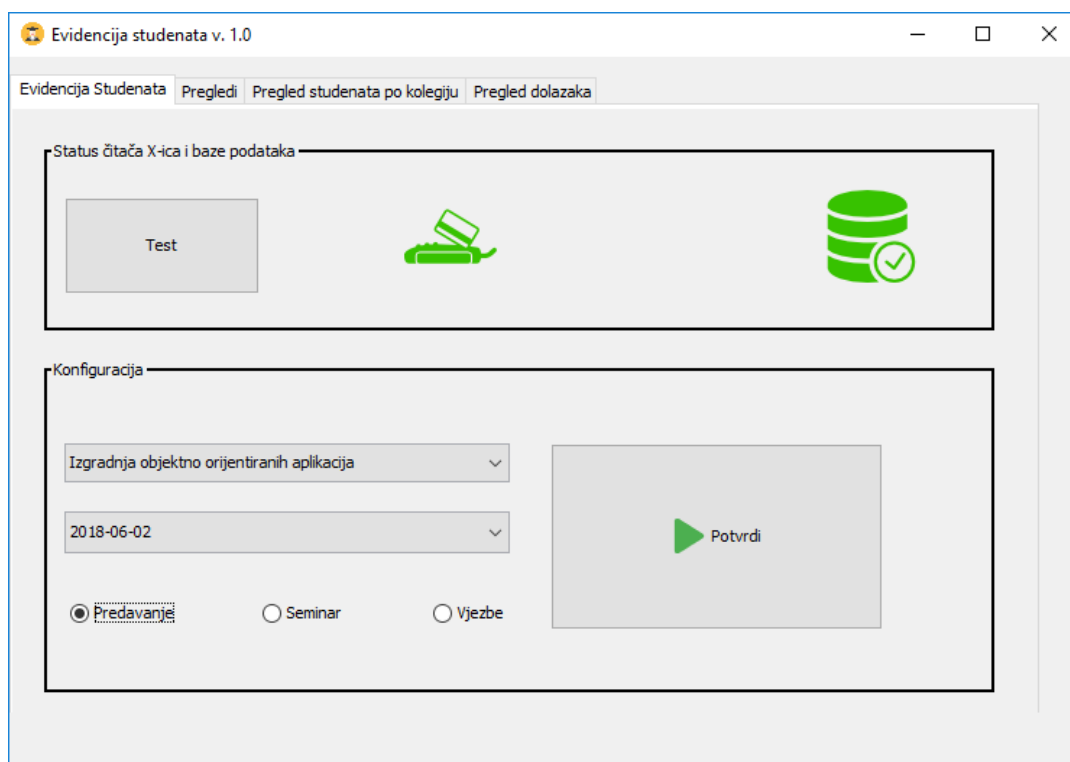 Evidencija studenata v. 1.0
Evidencija Studenata Pregledi Pregled studenata po kolegiju Pregled dolazaka
Status čitača X-ica i baze podataka
Test
Konfiguracija
Izgradnja objektno orijentiranih aplikacija
2018-06-02
Potvrdi
Predavanje Seminar Vježbe